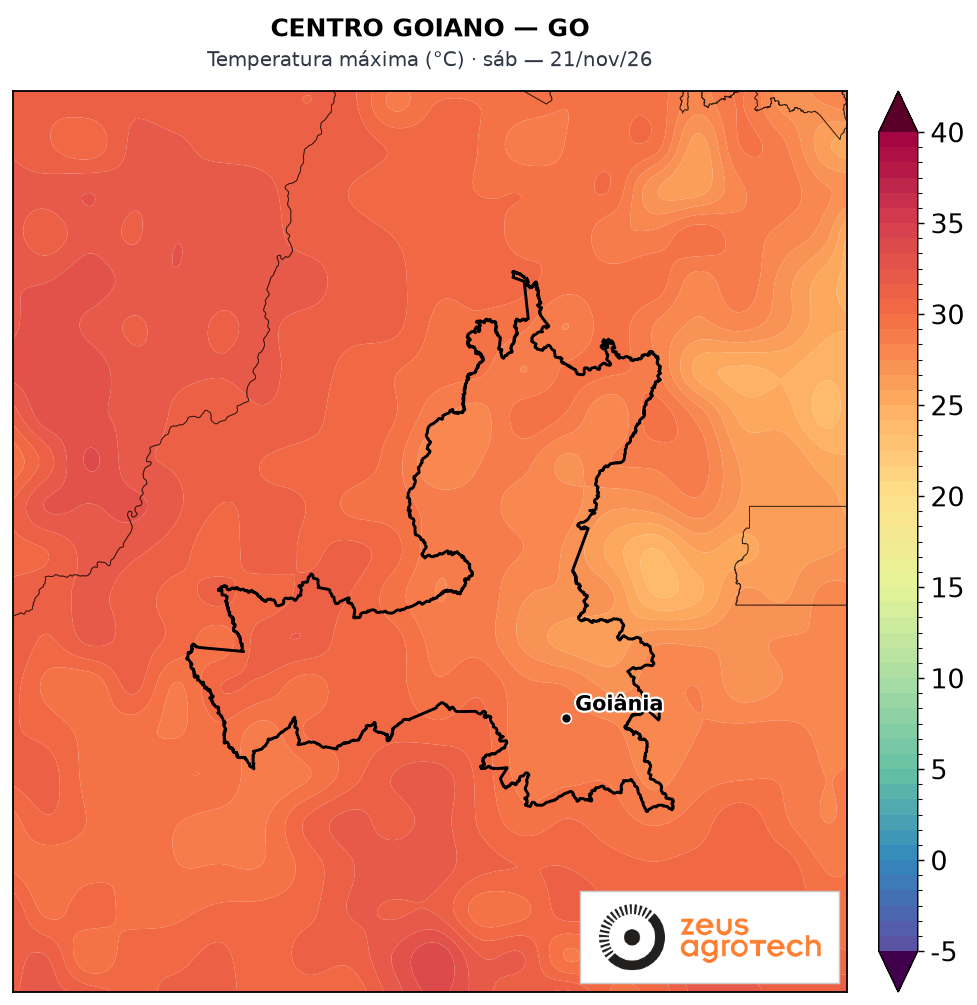 CENTRO GOIANO — GO
Temperatura máxima (°C) · sáb — 21/nov/26
40
35
30
25
20
15
10
5
0
-5
Goiânia
zeus
agrotech